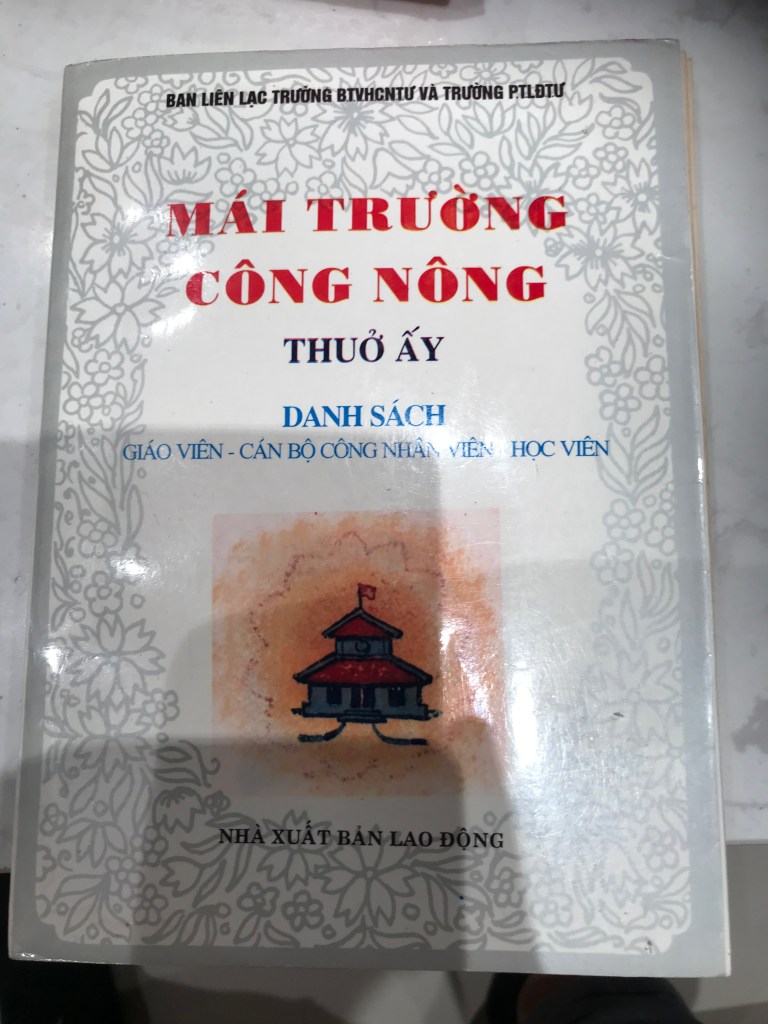 BAN LIÊN LẠC TRƯỜNG BTVHCNTƯ VÀ TRƯỜNG PTLĐTƯ
MÁI TRƯỜNG
CÔNG NÔNG
THUỞ ẤY
DANH SÁCH
GIÁO VIÊN - CÁN BỘ CÔNG NHÂN VIÊN - HỌC VIÊN
NHÀ XUẤT BẢN LAO ĐỘNG